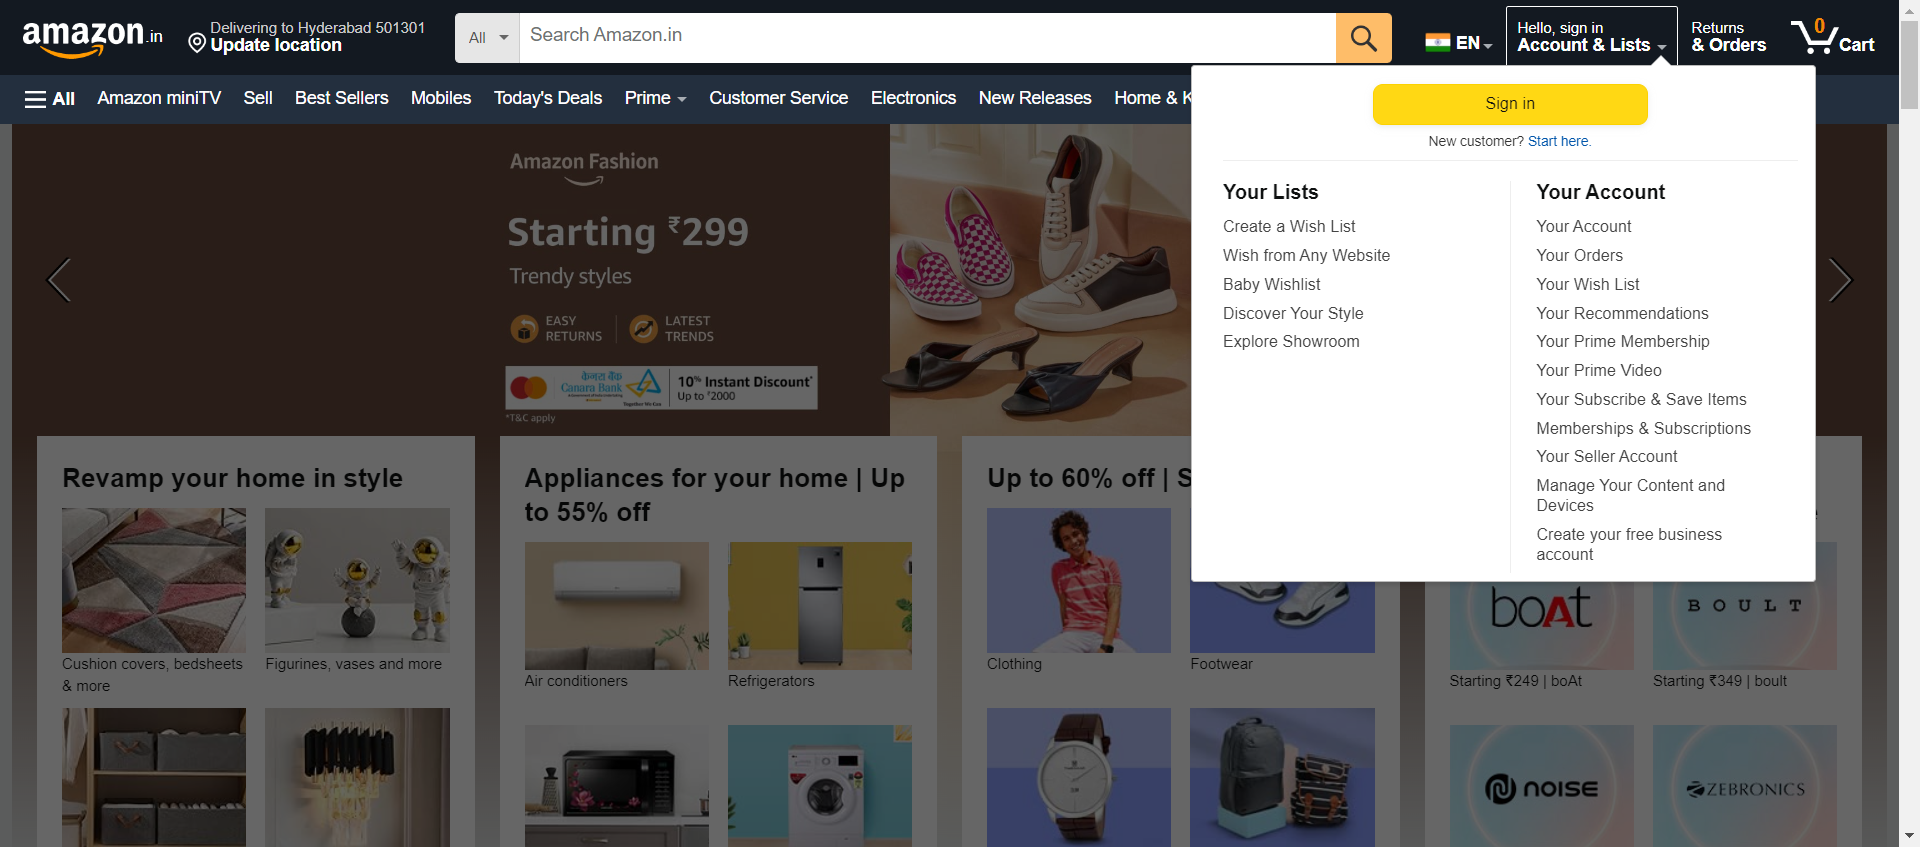 amazon.in
Delivering to Hyderabad 501301
Update location
All
Search Amazon.in
EN
Hello, sign in
Account & Lists
Returns
& Orders
0
Cart
All
Amazon miniTV
Sell
Best Sellers
Mobiles
Today's Deals
Prime
Customer Service
Electronics
New Releases
Home & K
Sign in
New customer? Start here.
Your Lists
Create a Wish List
Wish from Any Website
Baby Wishlist
Discover Your Style
Explore Showroom
Your Account
Your Account
Your Orders
Your Wish List
Your Recommendations
Your Prime Membership
Your Prime Video
Your Subscribe & Save Items
Memberships & Subscriptions
Your Seller Account
Manage Your Content and
Devices
Create your free business
account
Amazon Fashion
Starting ₹299
Trendy styles
EASY
RETURNS
LATEST
TRENDS
केनरा बैंक
Canara Bank
Together We Can
10% Instant Discount*
Up to ₹2000
*T&C apply
Revamp your home in style
Cushion covers, bedsheets
& more
Figurines, vases and more
Appliances for your home | Up
to 55% off
Air conditioners
Refrigerators
Up to 60% off | S
Clothing
Footwear
boAt
BOULT
Starting ₹249 | boAt
Starting ₹349 | boult
noise
ZEBRONICS